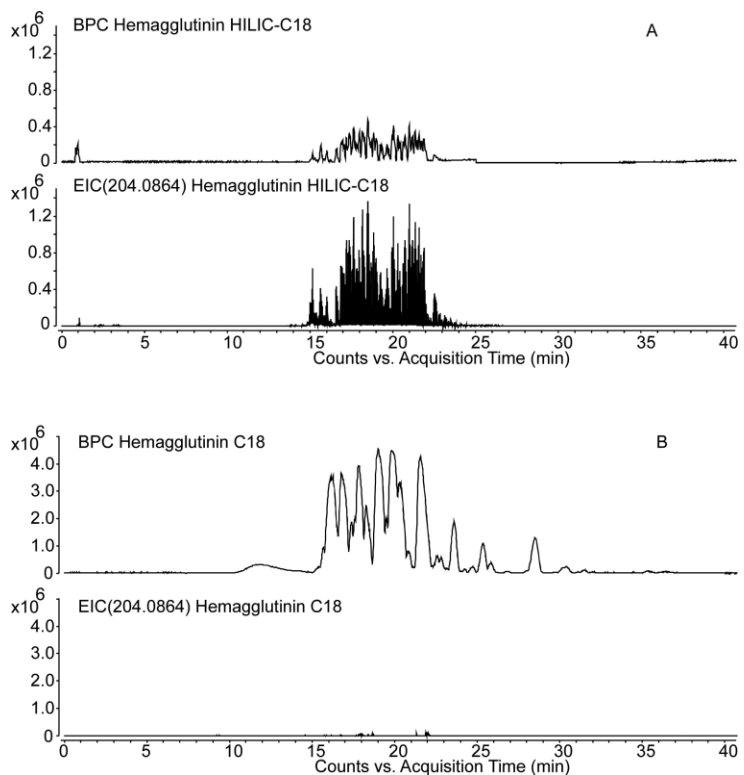 BPC Hemagglutinin HILIC-C18
A
x10 6
1.2
0.8
0.4
0
EIC(204.0864) Hemagglutinin HILIC-C18
x10 6
1.2
0.8
0.4
0
0 5 10 15 20 25 30 35 40
Counts vs. Acquisition Time (min)
BPC Hemagglutinin C18
B
x10 6
4.0
3.0
2.0
1.0
0.0
EIC(204.0864) Hemagglutinin C18
x10 6
4.0
3.0
2.0
1.0
0
0 5 10 15 20 25 30 35 40
Counts vs. Acquisition Time (min)